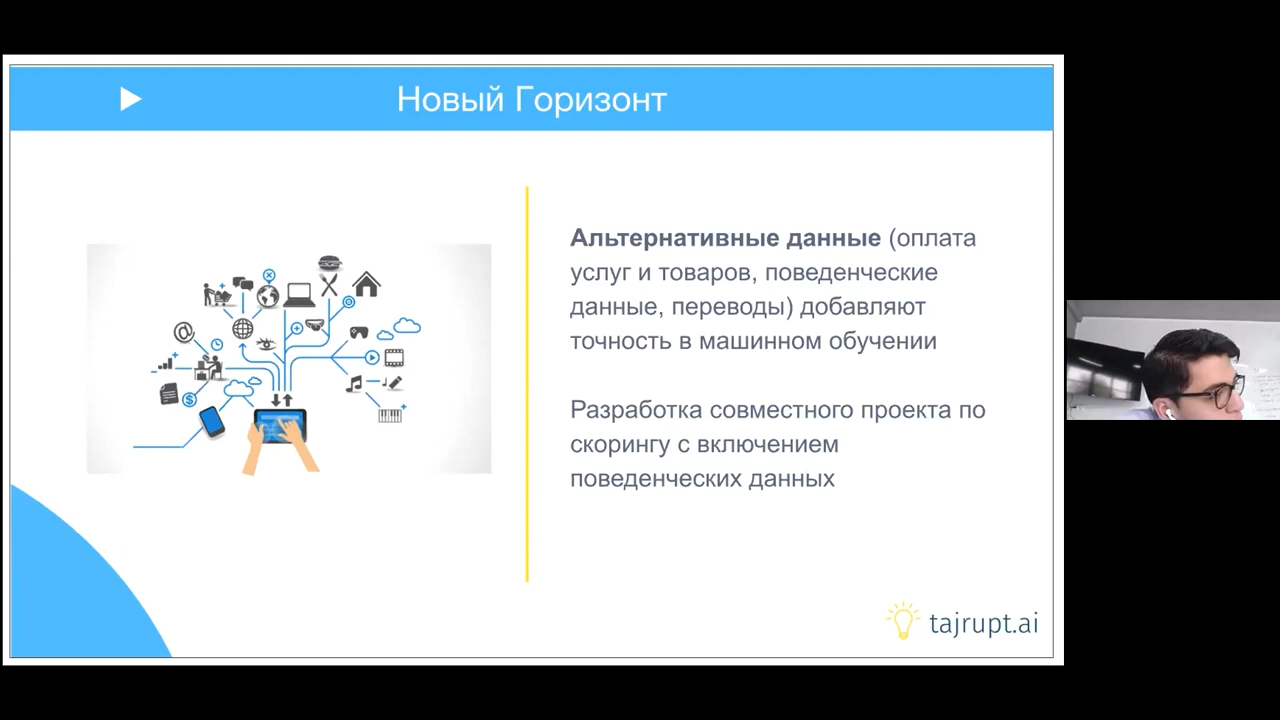 Новый Горизонт
Альтернативные данные (оплата
услуг и товаров, поведенческие
данные, переводы) добавляют
точность в машинном обучении
Разработка совместного проекта по
скорингу с включением
поведенческих данных
tajrupt.ai